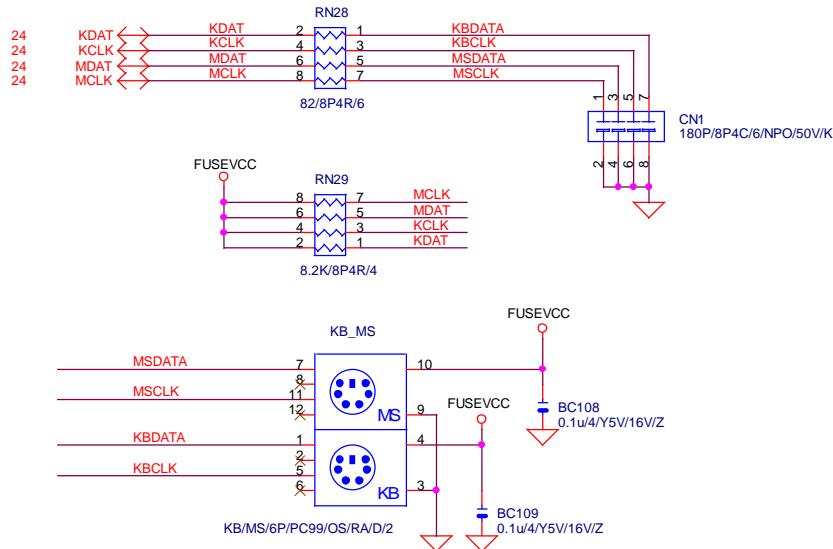 RN28
24 KDAT KDAT 2 1 KBDATA
24 KCLK KCLK 4 3 KBCLK
24 MDAT MDAT 6 5 MSDATA
24 MCLK MCLK 8 7 MSCLK
82/8P4R/6
1 3 5 7
CN1
180P/8P4C/6/NPO/50V/K
2 4 6 8
FUSEVCC
RN29
8 7 MCLK
6 5 MDAT
4 3 KCLK
2 1 KDAT
8.2K/8P4R/4
KB_MS
FUSEVCC
MSDATA 7 10
8
MSCLK 11
12 MS 9
FUSEVCC
BC108
0.1u/4/Y5V/16V/Z
KBDATA 1 4
2
KBCLK 5
6 KB 3
BC109
0.1u/4/Y5V/16V/Z
KB/MS/6P/PC99/OS/RA/D/2